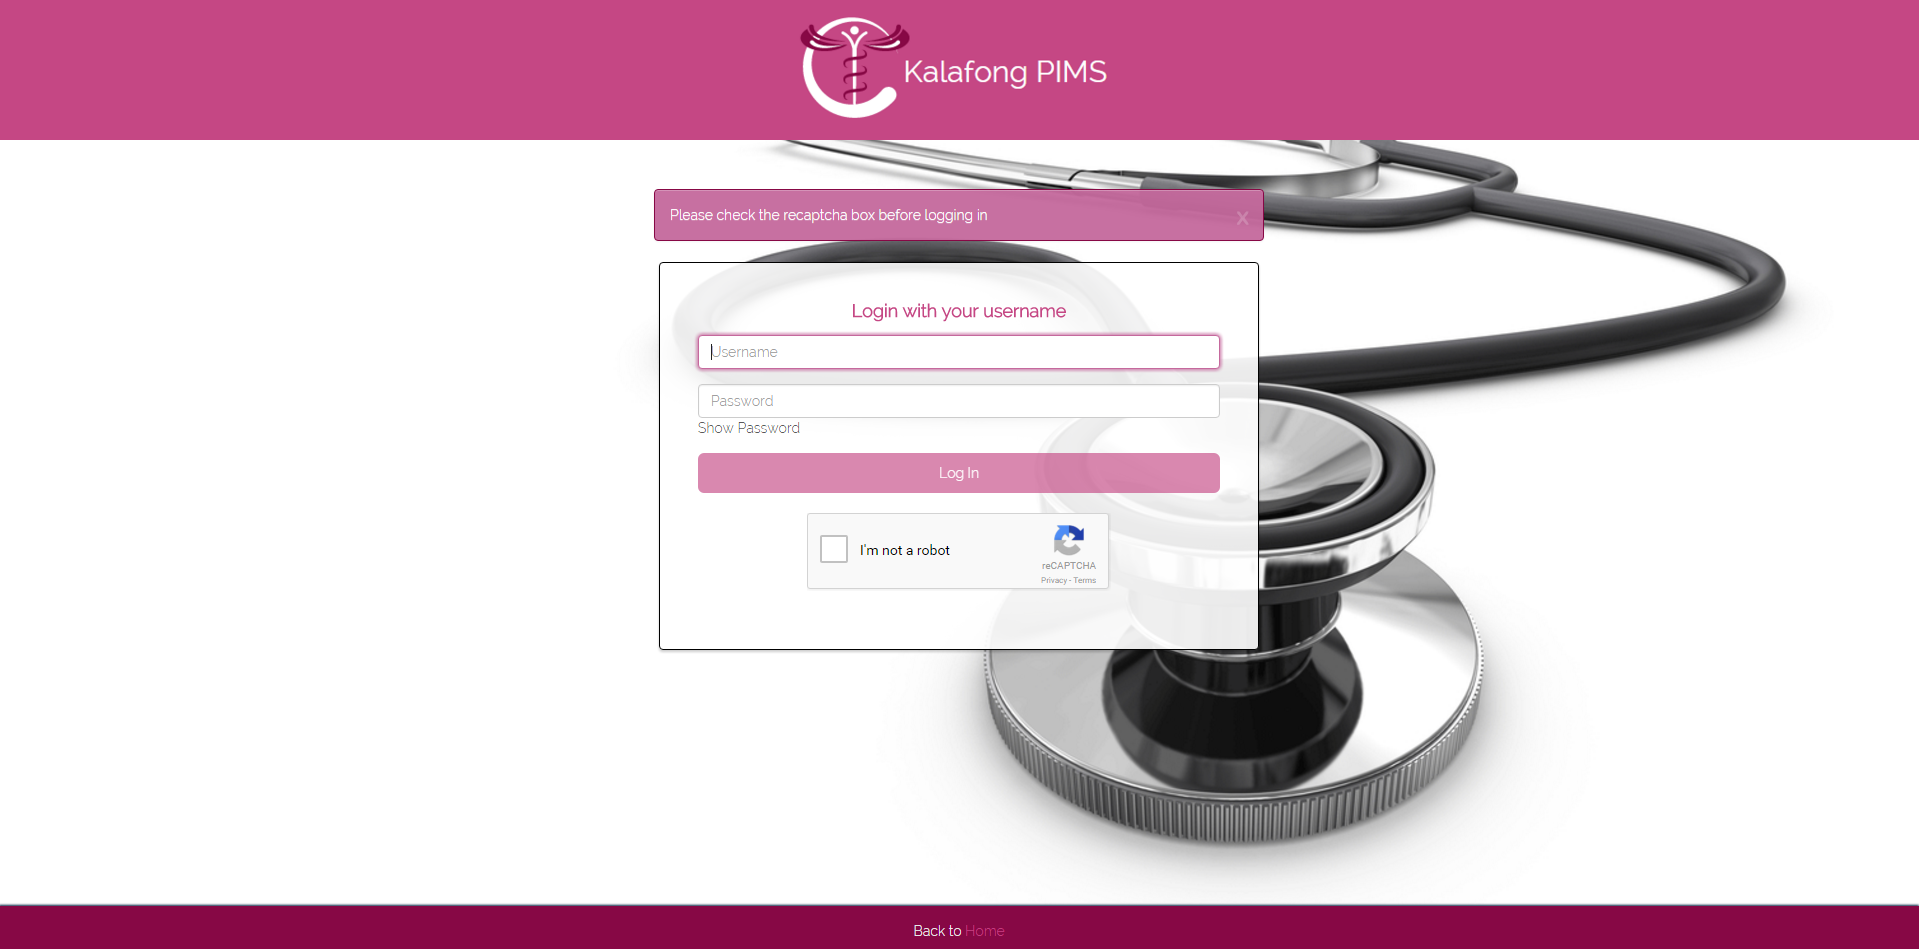 Kalafong PIMS
Please check the recaptcha box before logging in
x
Login with your username
Username
Password
Show Password
Log In
I'm not a robot
reCAPTCHA
Privacy - Terms
Back to Home